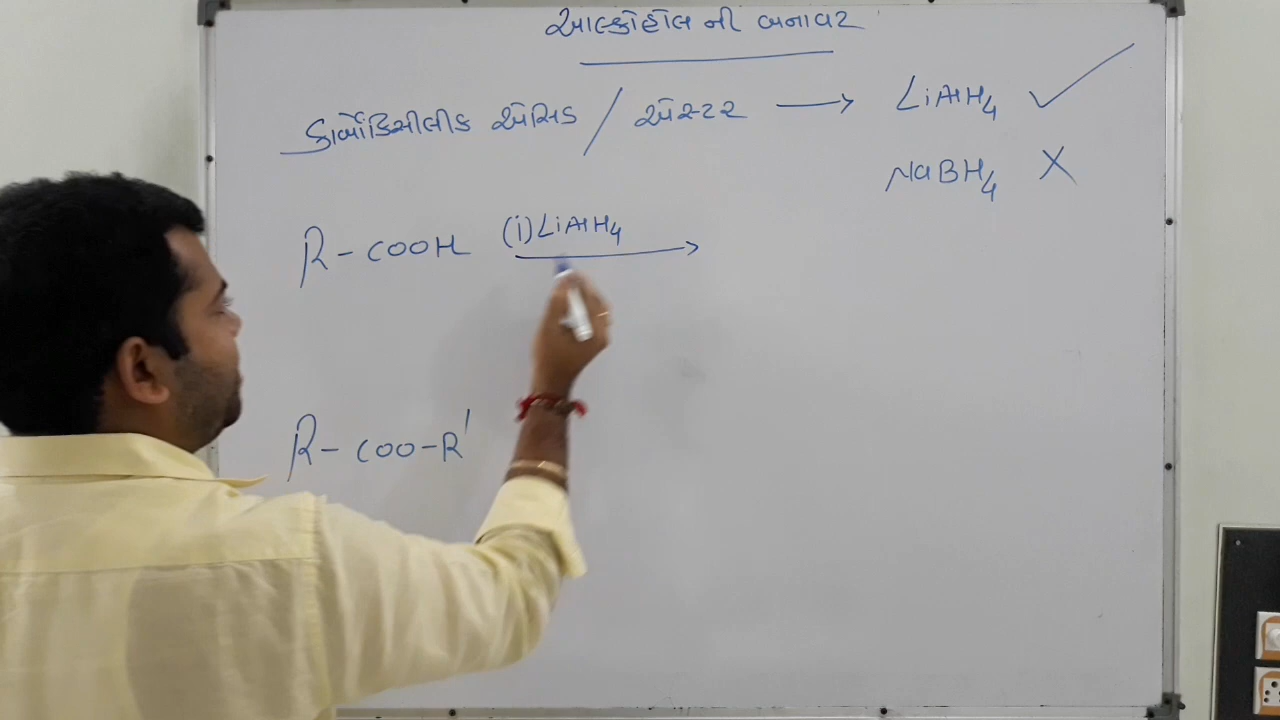 આલ્કોહોલ ની બનાવટ
કાર્બોક્સિલીક ઍસિડ / ઍસ્ટર → LiAlH4 ✓
NaBH4 X
R - COOH (i) LiAlH4 →
R - COO - R'